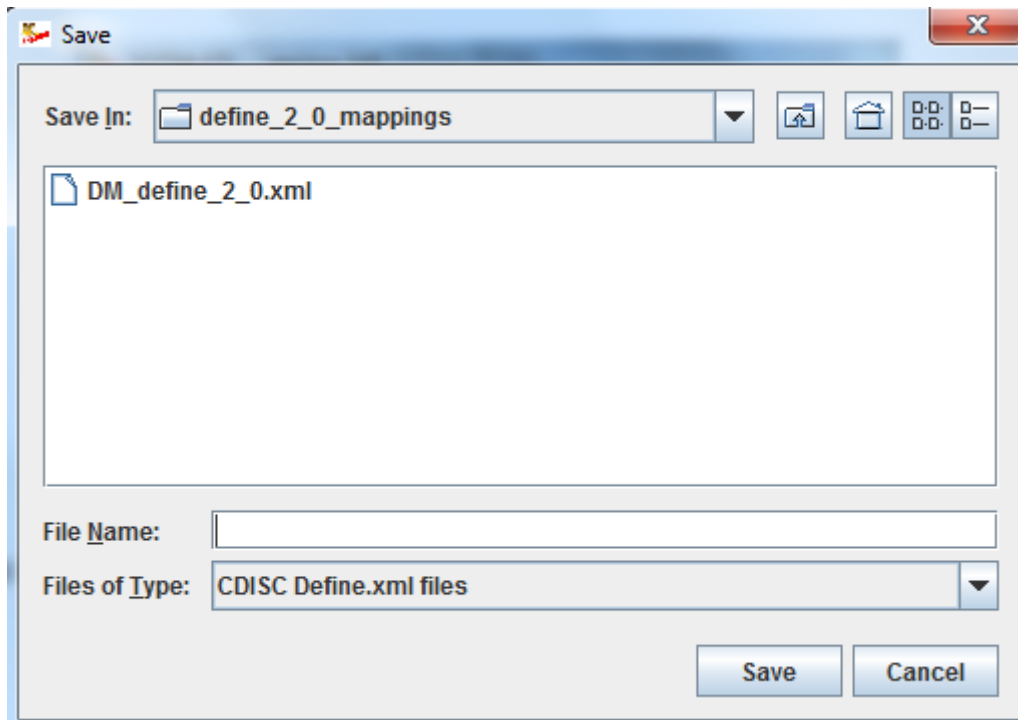 Save
Save In: define_2_0_mappings
DM_define_2_0.xml
File Name:
Files of Type: CDISC Define.xml files
Save Cancel